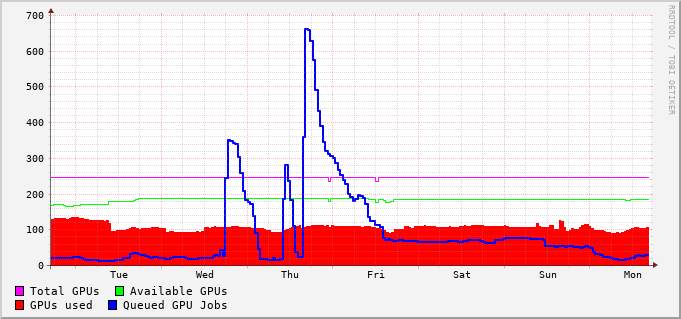 700
600
500
400
300
200
100
0
Tue Wed Thu Fri Sat Sun Mon
Total GPUs Available GPUs
GPUs used Queued GPU Jobs
RRDTOOL / TOBI OETIKER